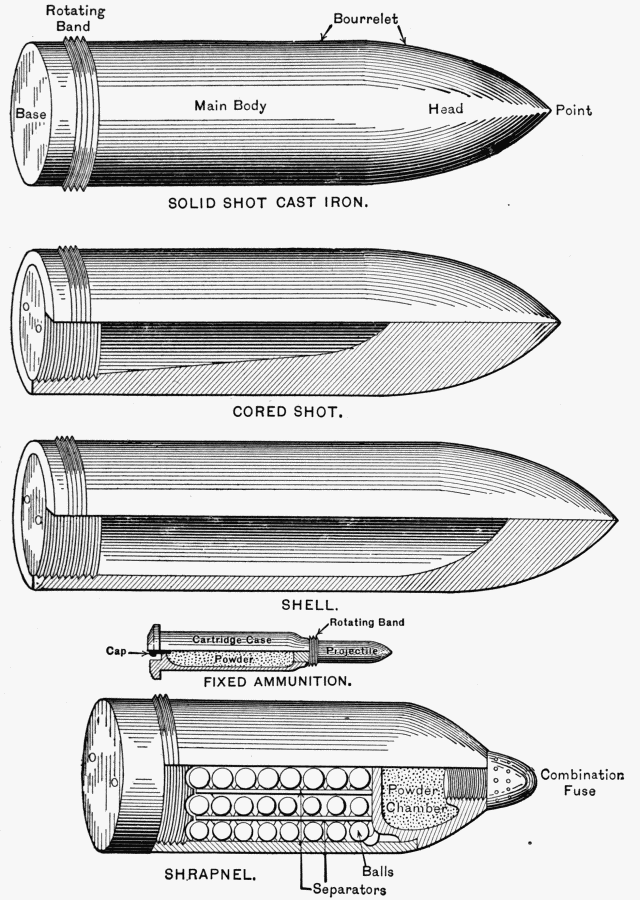 Rotating
Band
Bourrelet
Base
Main Body
Head
Point
SOLID SHOT CAST IRON.
CORED SHOT.
SHELL.
Rotating Band
Cartridge Case
Cap
Powder
Projectile
FIXED AMMUNITION.
Combination
Fuse
Powder
Chamber
Balls
SHRAPNEL.
Separators